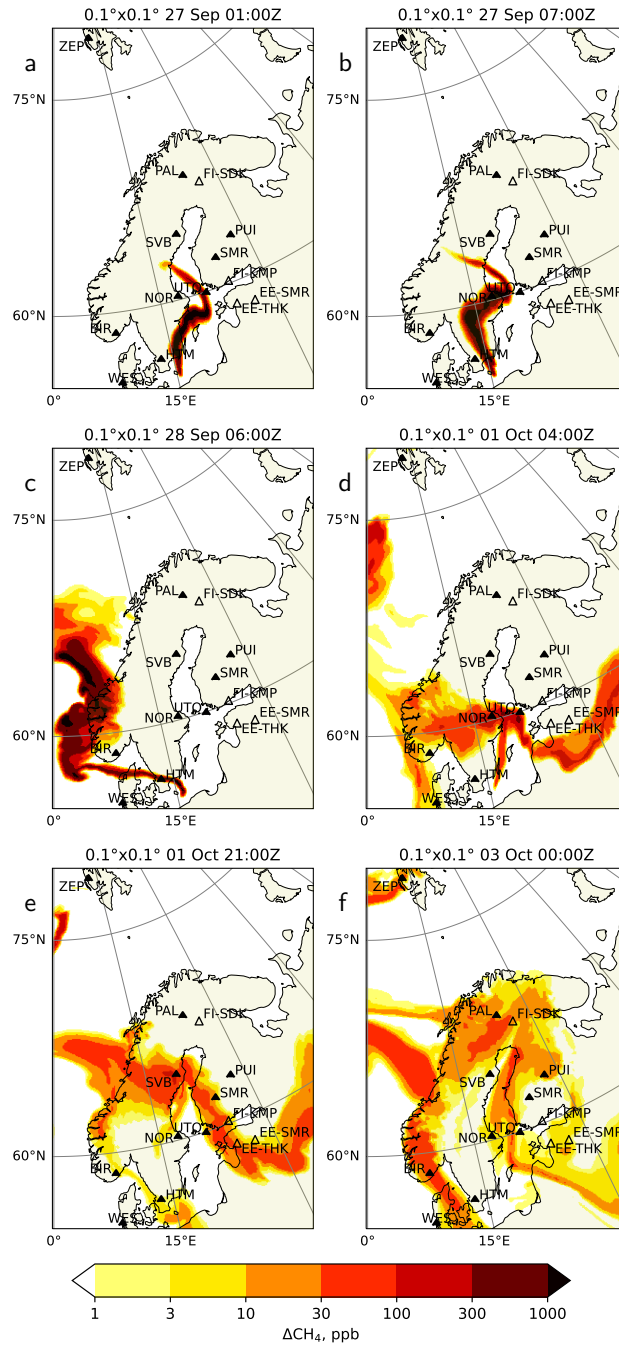 0.1°x0.1° 27 Sep 01:00Z
0.1°x0.1° 27 Sep 07:00Z
a
ZEP
75°N
PAL
FI-SDK
SVB
PUI
SMR
FI-KMP
UTO
NOR
EE-SMR
EE-THK
60°N
BIR
HTM
WES
0°
15°E
b
ZEP
PAL
FI-SDK
SVB
PUI
SMR
FI-KMP
UTO
NOR
EE-SMR
EE-THK
BIR
HTM
WES
0°
15°E
0.1°x0.1° 28 Sep 06:00Z
0.1°x0.1° 01 Oct 04:00Z
c
ZEP
75°N
PAL
FI-SDK
SVB
PUI
SMR
FI-KMP
UTO
NOR
EE-SMR
EE-THK
60°N
BIR
HTM
WES
0°
15°E
d
ZEP
PAL
FI-SDK
SVB
PUI
SMR
FI-KMP
UTO
NOR
EE-SMR
EE-THK
BIR
HTM
WES
0°
15°E
0.1°x0.1° 01 Oct 21:00Z
0.1°x0.1° 03 Oct 00:00Z
e
ZEP
75°N
PAL
FI-SDK
SVB
PUI
SMR
FI-KMP
UTO
NOR
EE-SMR
EE-THK
60°N
BIR
HTM
WES
0°
15°E
f
ZEP
PAL
FI-SDK
SVB
PUI
SMR
FI-KMP
UTO
NOR
EE-SMR
EE-THK
BIR
HTM
WES
0°
15°E
1 3 10 30 100 300 1000
ΔCH₄, ppb